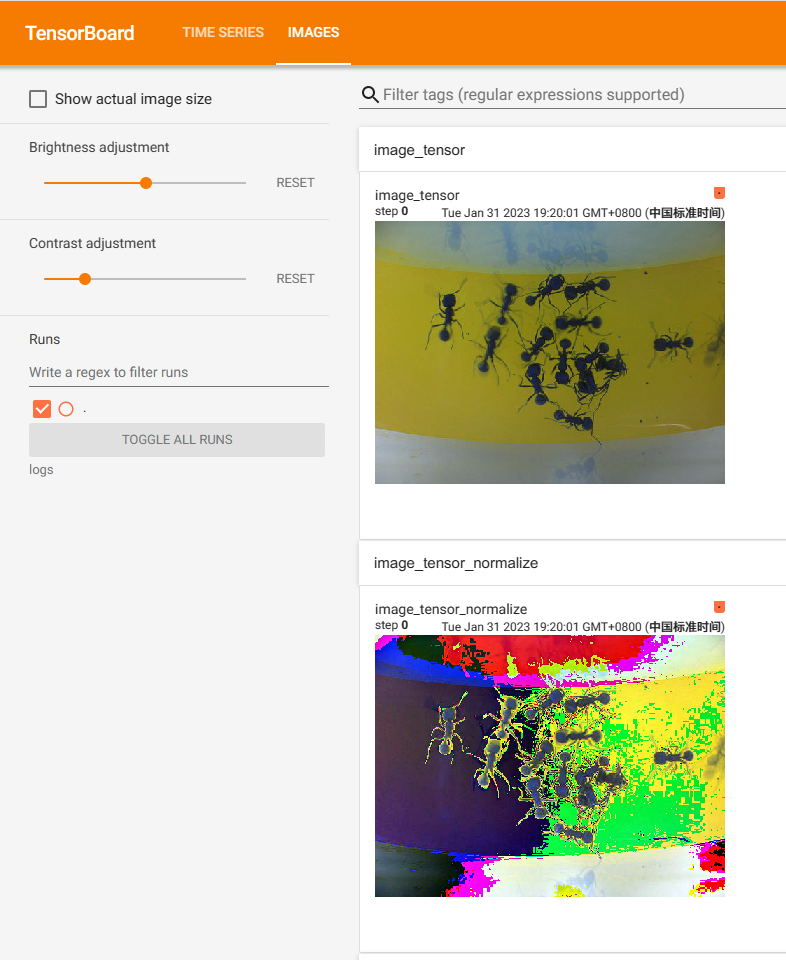 TensorBoard
TIME SERIES
IMAGES
Show actual image size
Brightness adjustment
RESET
Contrast adjustment
RESET
Runs
Write a regex to filter runs
.
TOGGLE ALL RUNS
logs
Filter tags (regular expressions supported)
image_tensor
image_tensor
step 0
Tue Jan 31 2023 19:20:01 GMT+0800 (中国标准时间)
image_tensor_normalize
image_tensor_normalize
step 0
Tue Jan 31 2023 19:20:01 GMT+0800 (中国标准时间)